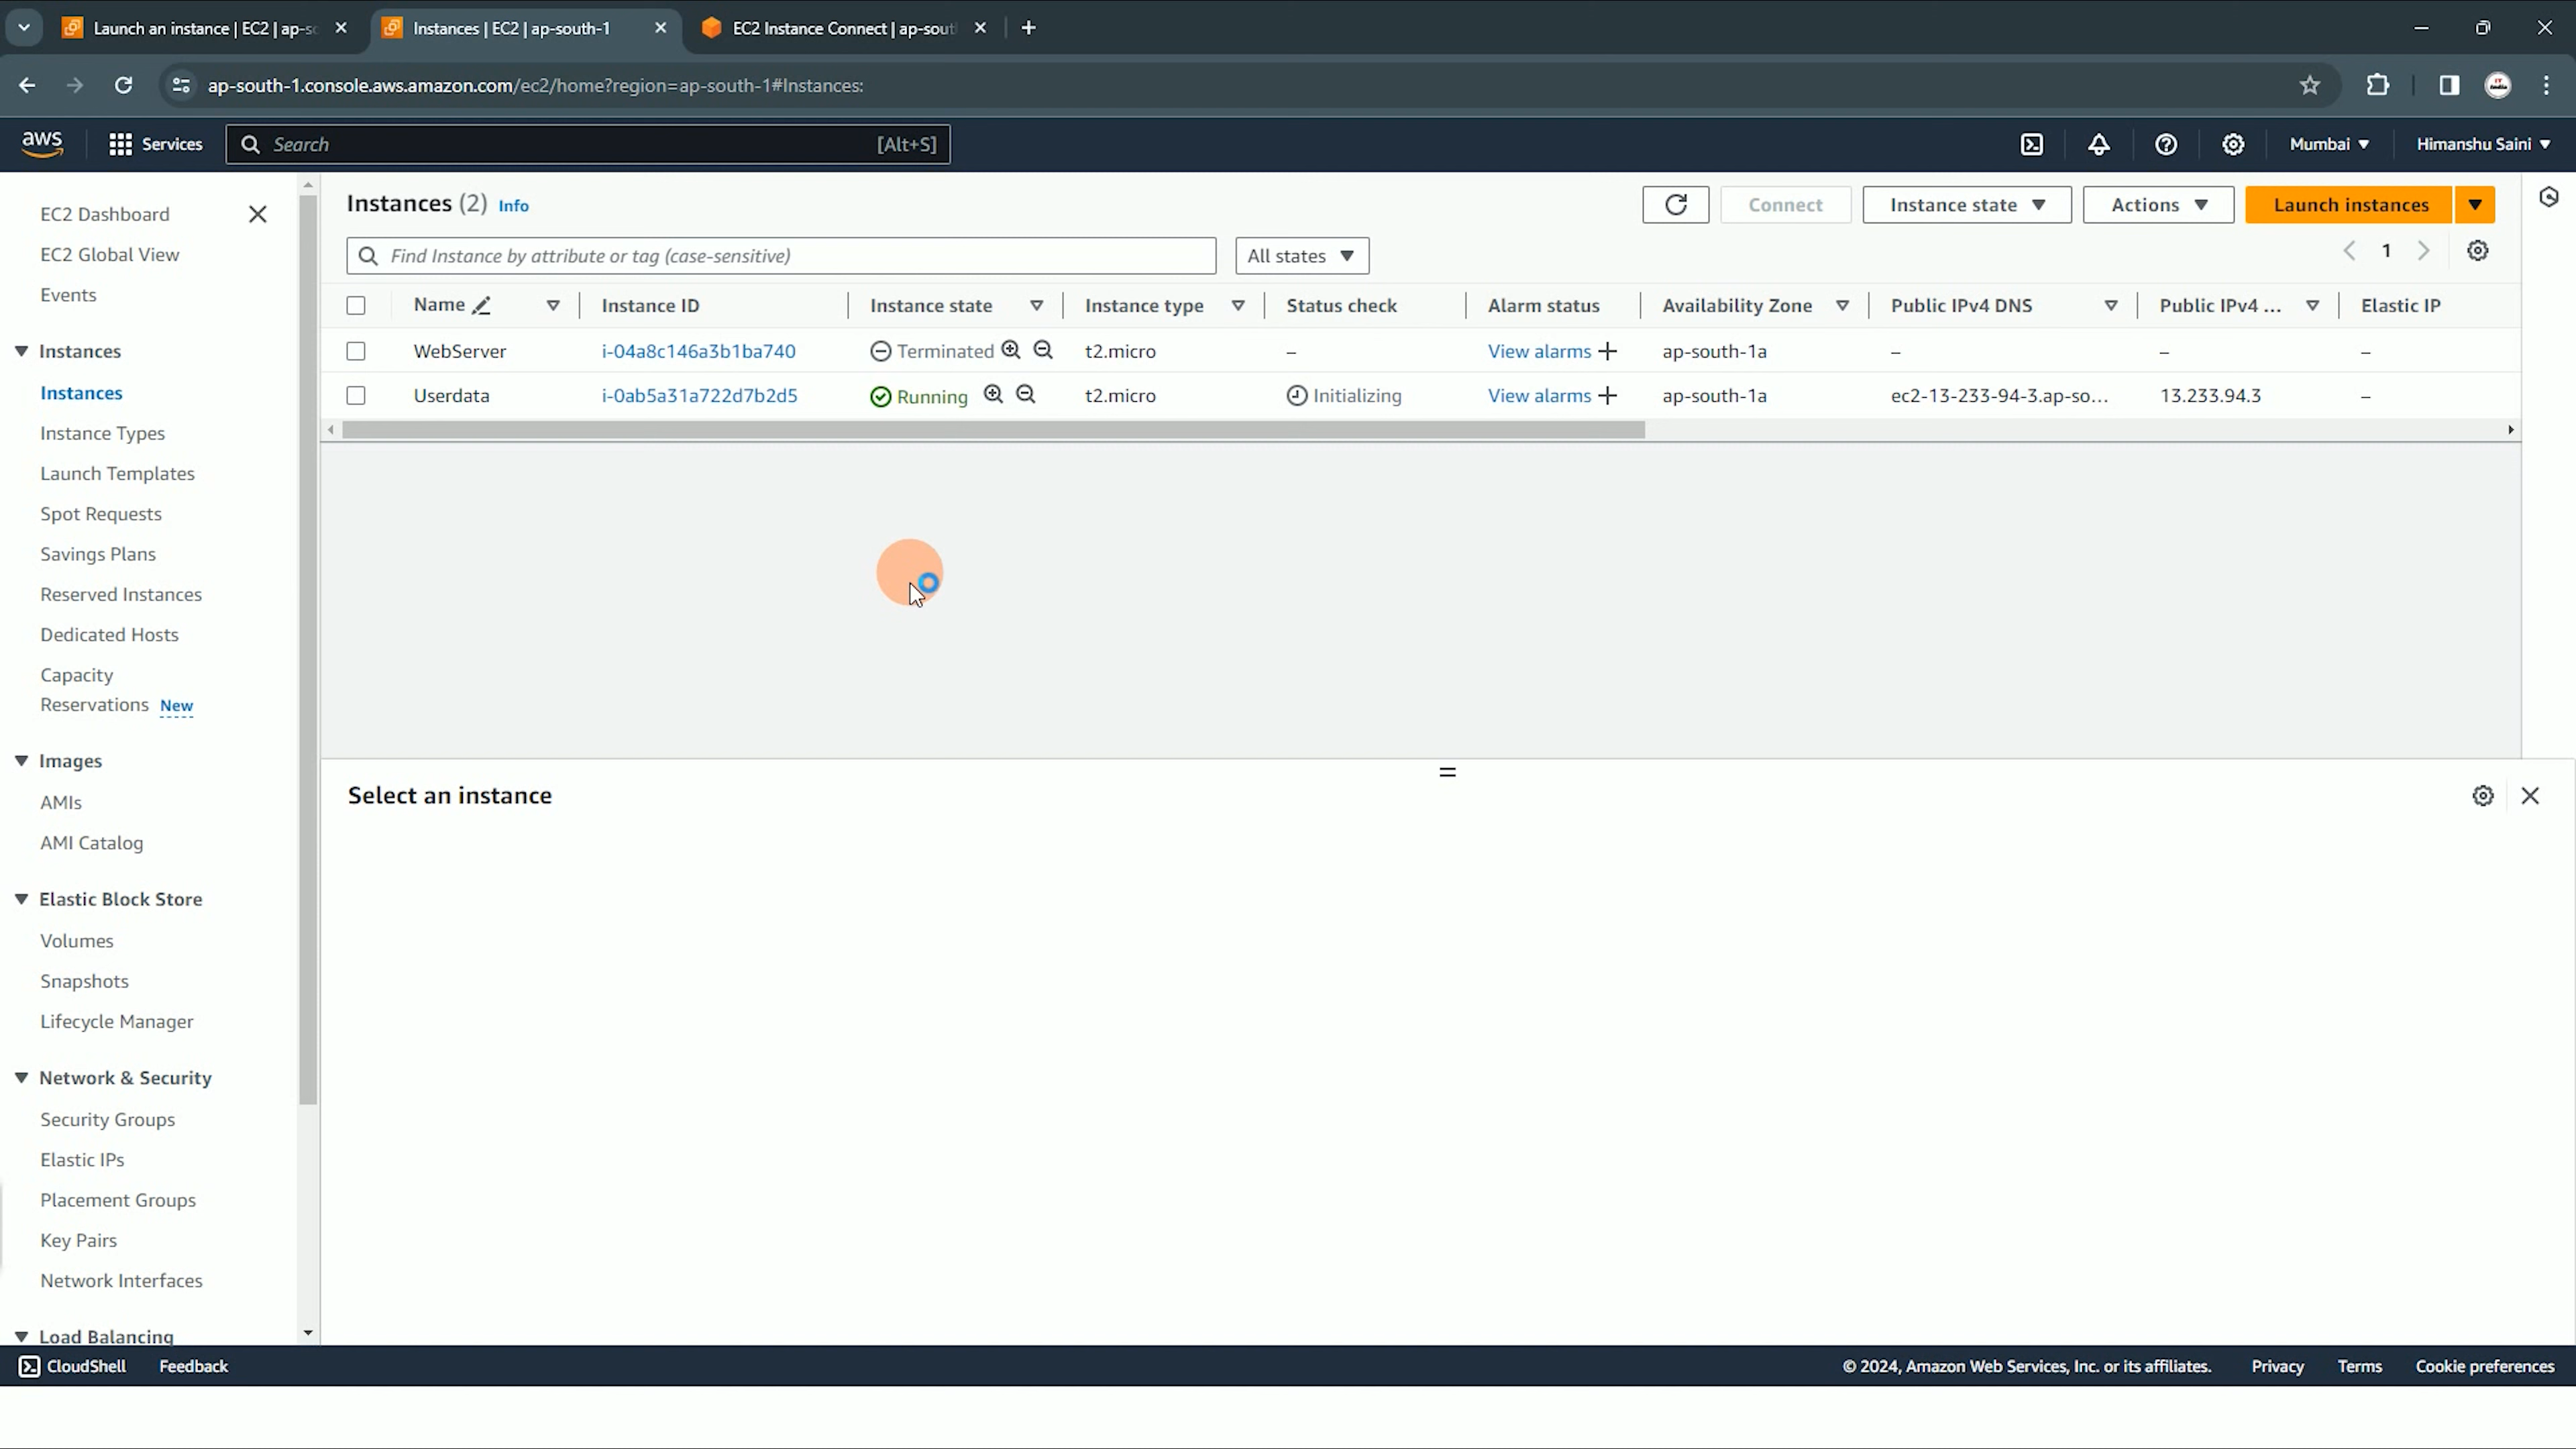 Launch an instance | EC2 | ap-sc
Instances | EC2 | ap-south-1
EC2 Instance Connect | ap-sout
ap-south-1.console.aws.amazon.com/ec2/home?region=ap-south-1#Instances:
aws
Services
Search
[Alt+S]
Mumbai
Himanshu Saini
EC2 Dashboard
EC2 Global View
Events
Instances
Instances
Instance Types
Launch Templates
Spot Requests
Savings Plans
Reserved Instances
Dedicated Hosts
Capacity
Reservations New
Images
AMIs
AMI Catalog
Elastic Block Store
Volumes
Snapshots
Lifecycle Manager
Network & Security
Security Groups
Elastic IPs
Placement Groups
Key Pairs
Network Interfaces
Load Balancing
Instances (2) Info
Connect
Instance state
Actions
Launch instances
Find Instance by attribute or tag (case-sensitive)
All states
1
Name Instance ID Instance state Instance type Status check Alarm status Availability Zone Public IPv4 DNS Public IPv4 ... Elastic IP
WebServer i-04a8c146a3b1ba740 Terminated t2.micro – View alarms + ap-south-1a – – –
Userdata i-0ab5a31a722d7b2d5 Running t2.micro Initializing View alarms + ap-south-1a ec2-13-233-94-3.ap-so... 13.233.94.3 –
Select an instance
CloudShell Feedback
© 2024, Amazon Web Services, Inc. or its affiliates. Privacy Terms Cookie preferences